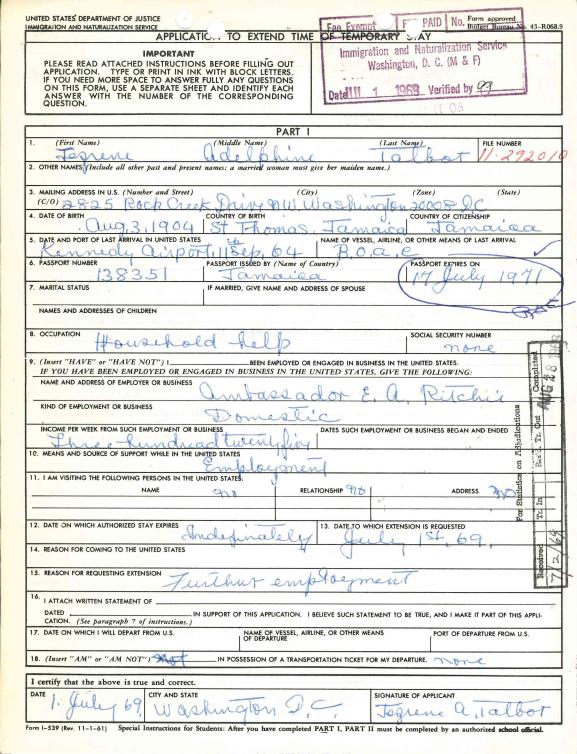 UNITED STATES DEPARTMENT OF JUSTICE
IMMIGRATION AND NATURALIZATION SERVICE
Fee Exempt FEE PAID No.
Form approved
Budget Bureau No. 43-R068.9
APPLICATION TO EXTEND TIME OF TEMPORARY STAY
IMPORTANT
PLEASE READ ATTACHED INSTRUCTIONS BEFORE FILLING OUT
APPLICATION. TYPE OR PRINT IN INK WITH BLOCK LETTERS.
IF YOU NEED MORE SPACE TO ANSWER FULLY ANY QUESTIONS
ON THIS FORM, USE A SEPARATE SHEET AND IDENTIFY EACH
ANSWER WITH THE NUMBER OF THE CORRESPONDING
QUESTION.
Immigration and Naturalization Service
Washington, D. C. (M & F)
Date JUL 1 1969 Verified by
PART I
1. (First Name) (Middle Name) (Last Name) FILE NUMBER
Tegrene Adelphine Talbot 11-292010
2. OTHER NAMES (Include all other past and present names; a married woman must give her maiden name.)
3. MAILING ADDRESS IN U.S. (Number and Street) (City) (Zone) (State)
(C/O) 2825 Rock Creek Drive N.W. Washington 20008 DC
4. DATE OF BIRTH COUNTRY OF BIRTH COUNTRY OF CITIZENSHIP
Aug, 3, 1904 St Thomas, Jamaica Jamaica
5. DATE AND PORT OF LAST ARRIVAL IN UNITED STATES NAME OF VESSEL, AIRLINE, OR OTHER MEANS OF LAST ARRIVAL
Kennedy Airport, 11th Sep, 64 B.o.a.c
6. PASSPORT NUMBER PASSPORT ISSUED BY (Name of Country) PASSPORT EXPIRES ON
138351 Jamaica 17 July 1971
7. MARITAL STATUS IF MARRIED, GIVE NAME AND ADDRESS OF SPOUSE
NAMES AND ADDRESSES OF CHILDREN
8. OCCUPATION SOCIAL SECURITY NUMBER
Household help none
9. (Insert "HAVE" or "HAVE NOT") I BEEN EMPLOYED OR ENGAGED IN BUSINESS IN THE UNITED STATES.
IF YOU HAVE BEEN EMPLOYED OR ENGAGED IN BUSINESS IN THE UNITED STATES, GIVE THE FOLLOWING:
NAME AND ADDRESS OF EMPLOYER OR BUSINESS
Ambassador E. A. Ritchie
KIND OF EMPLOYMENT OR BUSINESS
Domestic
INCOME PER WEEK FROM SUCH EMPLOYMENT OR BUSINESS DATES SUCH EMPLOYMENT OR BUSINESS BEGAN AND ENDED
Three hundred twenty five
10. MEANS AND SOURCE OF SUPPORT WHILE IN THE UNITED STATES
Employment
11. I AM VISITING THE FOLLOWING PERSONS IN THE UNITED STATES:
NAME no RELATIONSHIP no ADDRESS no
12. DATE ON WHICH AUTHORIZED STAY EXPIRES 13. DATE TO WHICH EXTENSION IS REQUESTED
Indefinately July 1st, 69,
14. REASON FOR COMING TO THE UNITED STATES
15. REASON FOR REQUESTING EXTENSION
Further employment
16. I ATTACH WRITTEN STATEMENT OF
DATED IN SUPPORT OF THIS APPLICATION. I BELIEVE SUCH STATEMENT TO BE TRUE, AND I MAKE IT PART OF THIS APPLI-
CATION. (See paragraph 7 of instructions.)
17. DATE ON WHICH I WILL DEPART FROM U.S. NAME OF VESSEL, AIRLINE, OR OTHER MEANS OF DEPARTURE PORT OF DEPARTURE FROM U.S.
18. (Insert "AM" or "AM NOT") not IN POSSESSION OF A TRANSPORTATION TICKET FOR MY DEPARTURE. none
For Statistics on Adjudications
Received Tr. In Rec'd. Tr. Out Completed
7/2/69 AUG 28
I certify that the above is true and correct.
DATE CITY AND STATE SIGNATURE OF APPLICANT
1. July 69 Washington D.C. Tegrene A. Talbot
Form I-539 (Rev. 11-1-61) Special Instructions for Students: After you have completed PART I, PART II must be completed by an authorized school official.